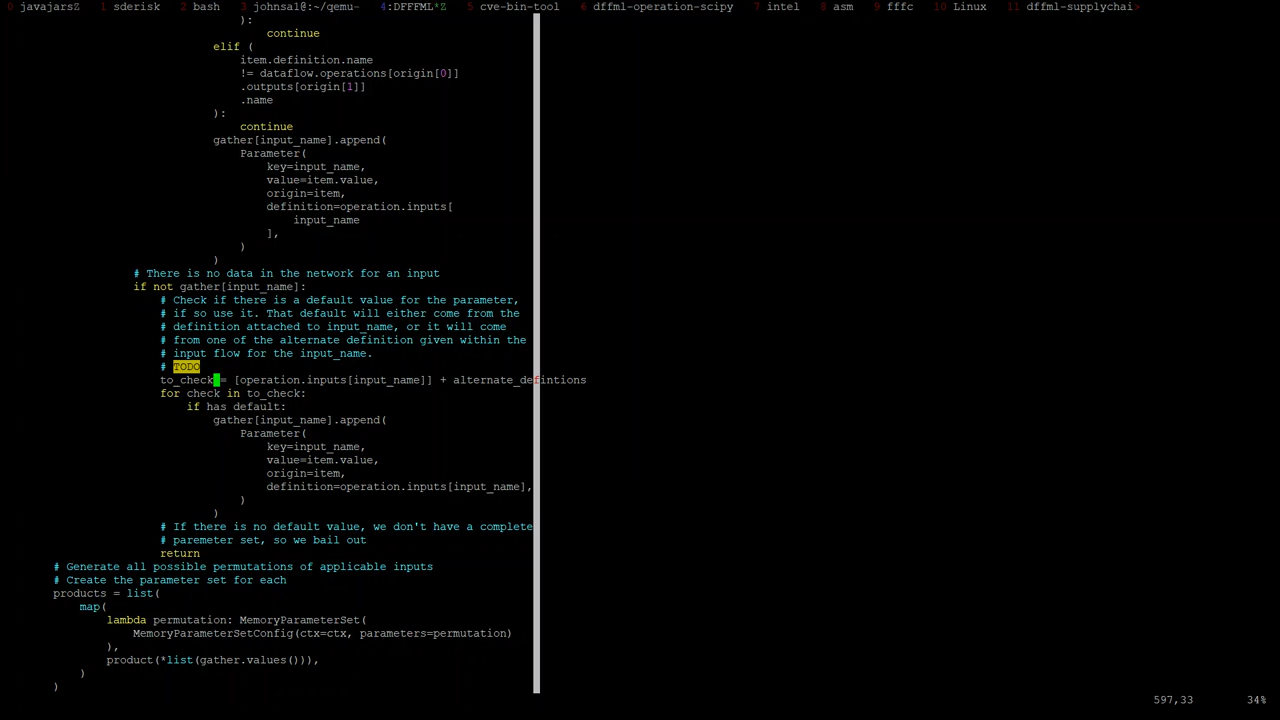 0 javajarsZ 1 sderisk 2 bash 3 johnsa1@:~/qemu- 4:DFFFML*Z 5 cve-bin-tool 6 dffml-operation-scipy 7 intel 8 asm 9 fffc 10 Linux 11 dffml-supplychai>
):
continue
elif (
item.definition.name
!= dataflow.operations[origin[0]]
.outputs[origin[1]]
.name
):
continue
gather[input_name].append(
Parameter(
key=input_name,
value=item.value,
origin=item,
definition=operation.inputs[
input_name
],
)
)
# There is no data in the network for an input
if not gather[input_name]:
# Check if there is a default value for the parameter,
# if so use it. That default will either come from the
# definition attached to input_name, or it will come
# from one of the alternate definition given within the
# input flow for the input_name.
# TODO
to_check = [operation.inputs[input_name]] + alternate_defintions
for check in to_check:
if has default:
gather[input_name].append(
Parameter(
key=input_name,
value=item.value,
origin=item,
definition=operation.inputs[input_name],
)
)
# If there is no default value, we don't have a complete
# paremeter set, so we bail out
return
# Generate all possible permutations of applicable inputs
# Create the parameter set for each
products = list(
map(
lambda permutation: MemoryParameterSet(
MemoryParameterSetConfig(ctx=ctx, parameters=permutation)
),
product(*list(gather.values())),
)
)
597,33 34%